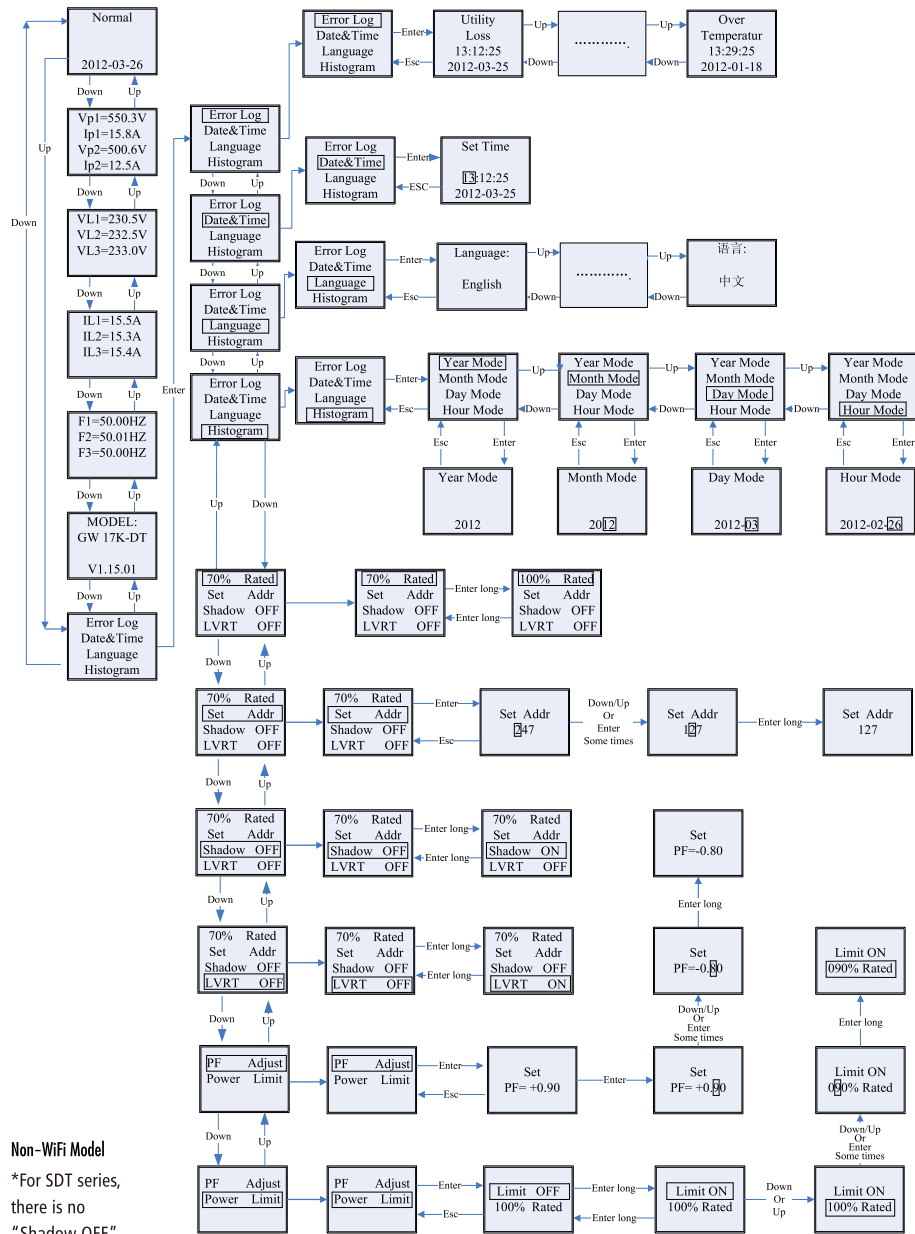 Normal
2012-03-26
Down
Up
Vp1=550.3V
Ip1=15.8A
Vp2=500.6V
Ip2=12.5A
Down
Up
VL1=230.5V
VL2=232.5V
VL3=233.0V
Down
Up
IL1=15.5A
IL2=15.3A
IL3=15.4A
Down
Up
F1=50.00HZ
F2=50.01HZ
F3=50.00HZ
Down
Up
MODEL:
GW 17K-DT
V1.15.01
Down
Up
Error Log
Date&Time
Language
Histogram
Up
Down
Enter
Error Log
Date&Time
Language
Histogram
Down
Up
Error Log
Date&Time
Language
Histogram
Down
Up
Error Log
Date&Time
Language
Histogram
Down
Up
Error Log
Date&Time
Language
Histogram
Error Log
Date&Time
Language
Histogram
Enter
Esc
Utility
Loss
13:12:25
2012-03-25
Up
Down
............
Up
Down
Over
Temperatur
13:29:25
2012-01-18
Error Log
Date&Time
Language
Histogram
Enter
ESC
Set Time
13:12:25
2012-03-25
Error Log
Date&Time
Language
Histogram
Enter
Esc
Language:
English
Up
Down
............
Up
Down
语言:
中文
Error Log
Date&Time
Language
Histogram
Enter
Esc
Year Mode
Month Mode
Day Mode
Hour Mode
Up
Down
Year Mode
Month Mode
Day Mode
Hour Mode
Up
Down
Year Mode
Month Mode
Day Mode
Hour Mode
Up
Down
Year Mode
Month Mode
Day Mode
Hour Mode
Esc
Enter
Esc
Enter
Esc
Enter
Esc
Enter
Year Mode
2012
Month Mode
2012
Day Mode
2012-03
Hour Mode
2012-02-26
Up
Down
70% Rated
Set Addr
Shadow OFF
LVRT OFF
70% Rated
Set Addr
Shadow OFF
LVRT OFF
Enter long
Enter long
100% Rated
Set Addr
Shadow OFF
LVRT OFF
Down
Up
70% Rated
Set Addr
Shadow OFF
LVRT OFF
70% Rated
Set Addr
Shadow OFF
LVRT OFF
Enter
Esc
Set Addr
247
Down/Up
Or
Enter
Some times
Set Addr
127
Enter long
Set Addr
127
Down
Up
70% Rated
Set Addr
Shadow OFF
LVRT OFF
70% Rated
Set Addr
Shadow OFF
LVRT OFF
Enter long
Enter long
70% Rated
Set Addr
Shadow ON
LVRT OFF
Set
PF=-0.80
Enter long
Down
Up
70% Rated
Set Addr
Shadow OFF
LVRT OFF
70% Rated
Set Addr
Shadow OFF
LVRT OFF
Enter long
Enter long
70% Rated
Set Addr
Shadow OFF
LVRT ON
Set
PF=-0.80
Limit ON
090% Rated
Down/Up
Or
Enter
Some times
Enter long
Down
Up
PF Adjust
Power Limit
PF Adjust
Power Limit
Enter
Esc
Set
PF= +0.90
Enter
Set
PF= +0.90
Limit ON
090% Rated
Down/Up
Or
Enter
Some times
Down
Up
PF Adjust
Power Limit
PF Adjust
Power Limit
Enter
Esc
Limit OFF
100% Rated
Enter long
Enter long
Limit ON
100% Rated
Down
Or
Up
Limit ON
100% Rated
Non-WiFi Model
*For SDT series,
there is no
"Shadow OFF"